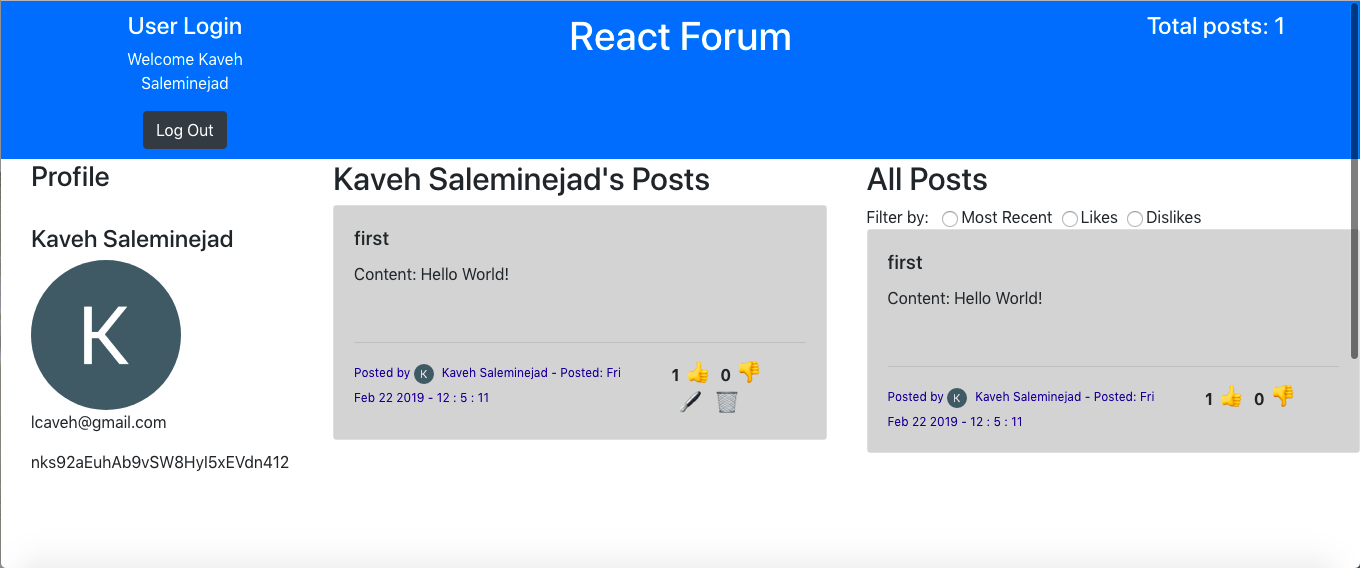 User Login
Welcome Kaveh
Saleminejad
Log Out
React Forum
Total posts: 1
Profile
Kaveh Saleminejad
K
lcaveh@gmail.com
nks92aEuhAb9vSW8Hyl5xEVdn412
Kaveh Saleminejad's Posts
first
Content: Hello World!
Posted by K Kaveh Saleminejad - Posted: Fri
Feb 22 2019 - 12 : 5 : 11
1 👍 0 👎
All Posts
Filter by: Most Recent Likes Dislikes
first
Content: Hello World!
Posted by K Kaveh Saleminejad - Posted: Fri
Feb 22 2019 - 12 : 5 : 11
1 👍 0 👎